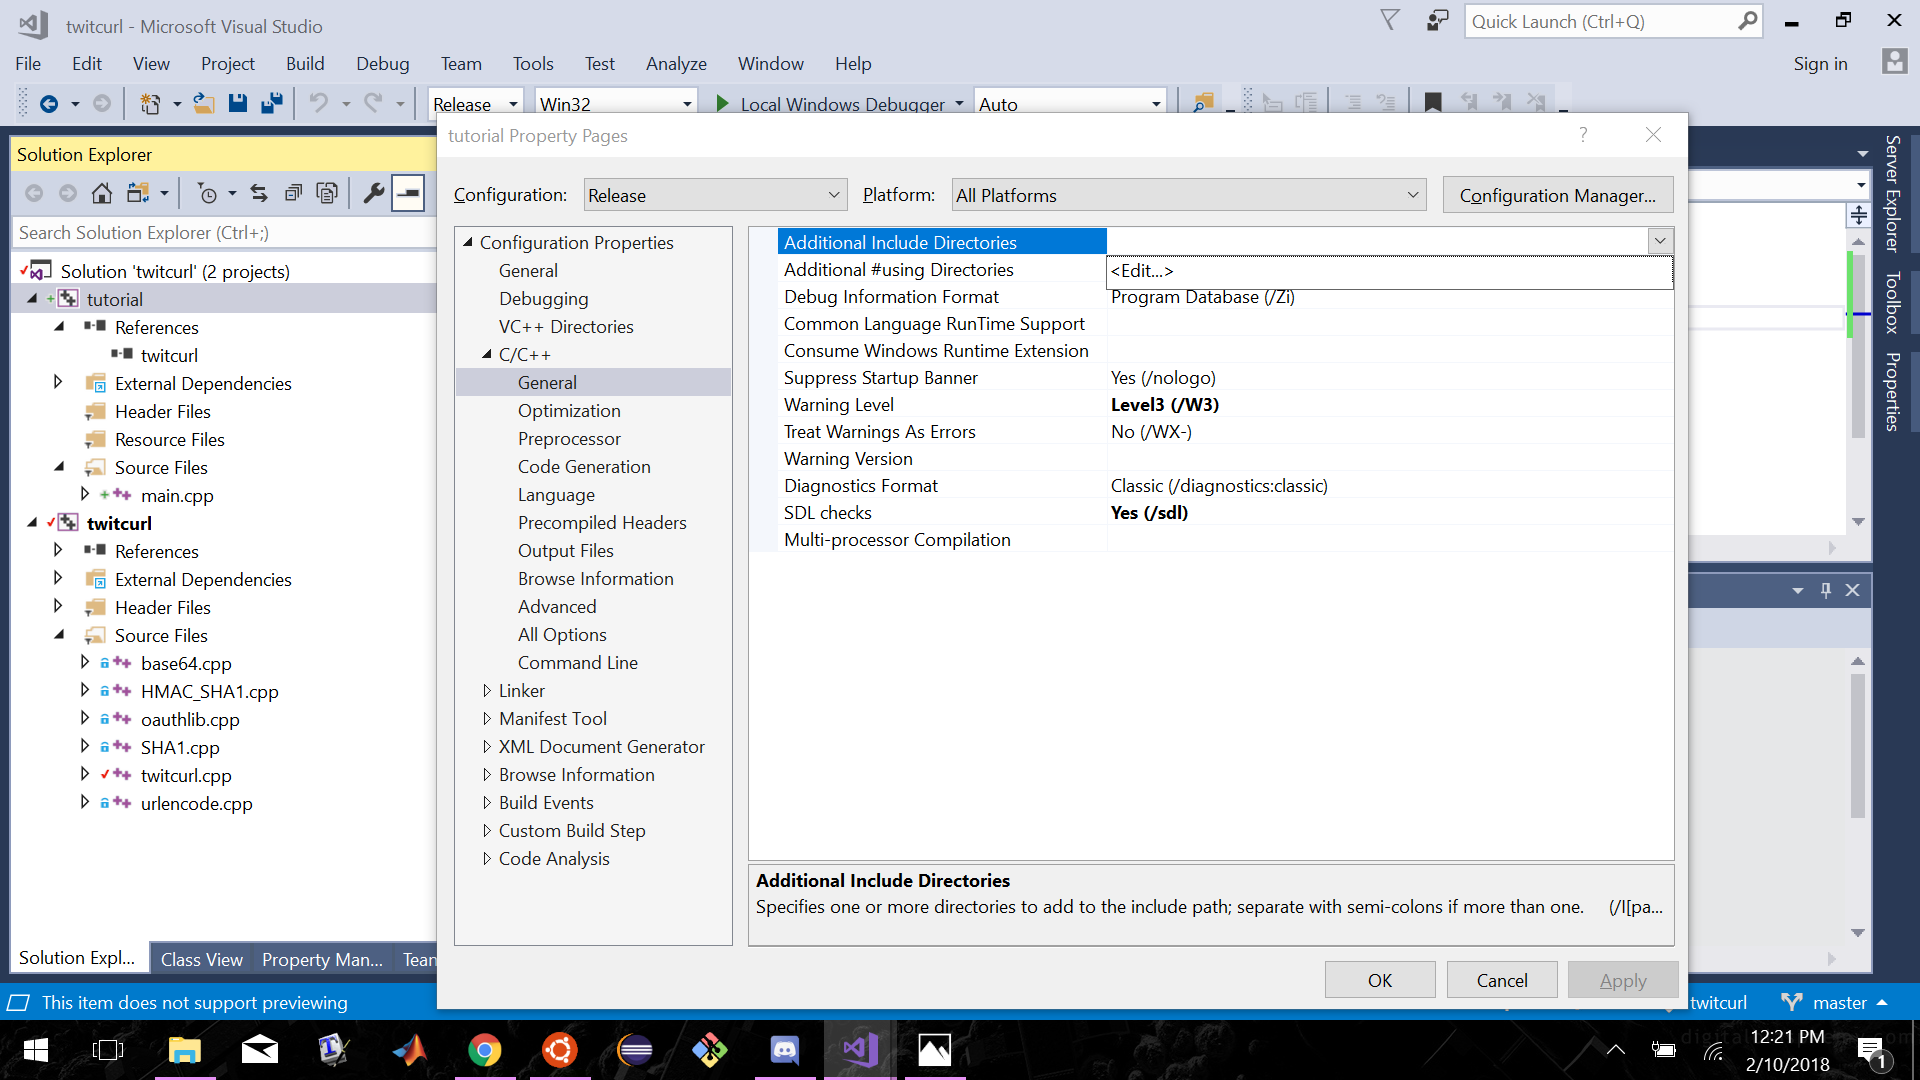 twitcurl - Microsoft Visual Studio
Quick Launch (Ctrl+Q)
File Edit View Project Build Debug Team Tools Test Analyze Window Help
Sign in
Release Win32 Local Windows Debugger Auto
Solution Explorer
Search Solution Explorer (Ctrl+;)
Solution 'twitcurl' (2 projects)
tutorial
References
twitcurl
External Dependencies
Header Files
Resource Files
Source Files
main.cpp
twitcurl
References
External Dependencies
Header Files
Source Files
base64.cpp
HMAC_SHA1.cpp
oauthlib.cpp
SHA1.cpp
twitcurl.cpp
urlencode.cpp
Solution Expl... Class View Property Man... Team
tutorial Property Pages
?
Configuration: Release Platform: All Platforms Configuration Manager...
Configuration Properties
General
Debugging
VC++ Directories
C/C++
General
Optimization
Preprocessor
Code Generation
Language
Precompiled Headers
Output Files
Browse Information
Advanced
All Options
Command Line
Linker
Manifest Tool
XML Document Generator
Browse Information
Build Events
Custom Build Step
Code Analysis
Additional Include Directories
Additional #using Directories <Edit...>
Debug Information Format Program Database (/Zi)
Common Language RunTime Support
Consume Windows Runtime Extension
Suppress Startup Banner Yes (/nologo)
Warning Level Level3 (/W3)
Treat Warnings As Errors No (/WX-)
Warning Version
Diagnostics Format Classic (/diagnostics:classic)
SDL checks Yes (/sdl)
Multi-processor Compilation
Additional Include Directories
Specifies one or more directories to add to the include path; separate with semi-colons if more than one. (/I[pa...
OK Cancel Apply
Server Explorer
Toolbox
Properties
This item does not support previewing
twitcurl master
12:21 PM
2/10/2018
1